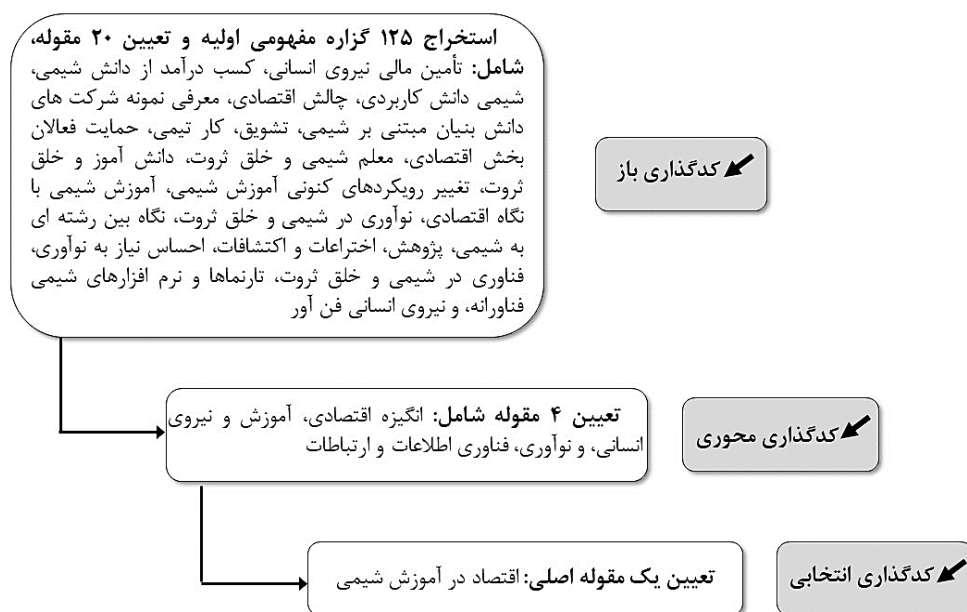 استخراج ۱۲۵ گزاره مفهومی اولیه و تعیین ۲۰ مقوله،
شامل: تأمین مالی نیروی انسانی، کسب درآمد از دانش شیمی،
شیمی دانش کاربردی، چالش اقتصادی، معرفی نمونه شرکت های
دانش بنیان مبتنی بر شیمی، تشویق، کار تیمی، حمایت فعالان
بخش اقتصادی، معلم شیمی و خلق ثروت، دانش آموز و خلق
ثروت، تغییر رویکردهای کنونی آموزش شیمی، آموزش شیمی با
نگاه اقتصادی، نوآوری در شیمی و خلق ثروت، نگاه بین رشته ای
به شیمی، پژوهش، اختراعات و اکتشافات، احساس نیاز به نوآوری،
فناوری در شیمی و خلق ثروت، تارنماها و نرم افزارهای شیمی
فناورانه، و نیروی انسانی فن آور
کدگذاری باز
تعیین ۴ مقوله شامل: انگیزه اقتصادی، آموزش و نیروی
انسانی، و نوآوری، فناوری اطلاعات و ارتباطات
کدگذاری محوری
تعیین یک مقوله اصلی: اقتصاد در آموزش شیمی
کدگذاری انتخابی